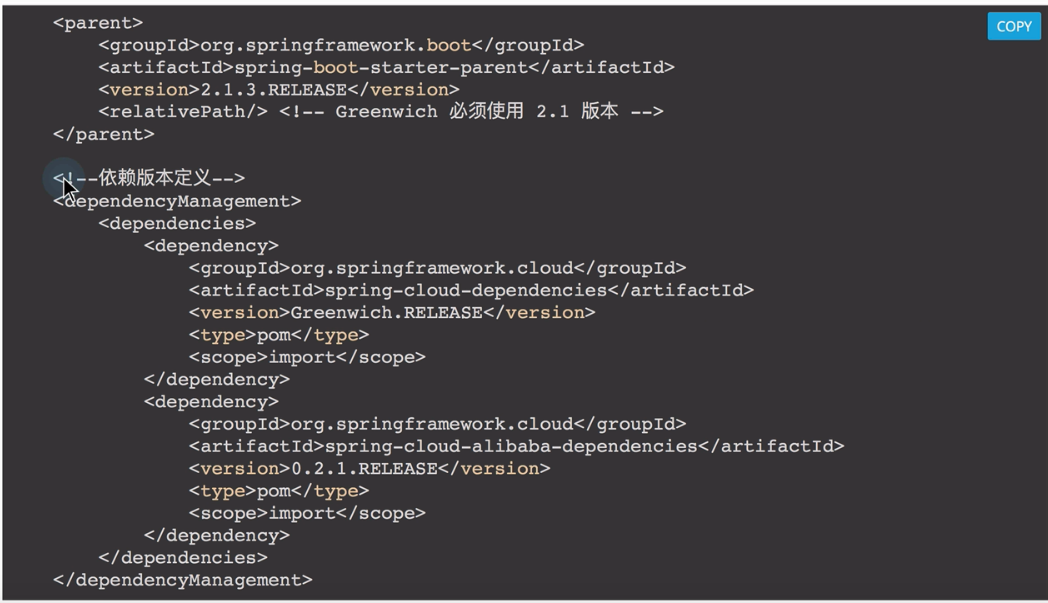 COPY
<parent>
<groupId>org.springframework.boot</groupId>
<artifactId>spring-boot-starter-parent</artifactId>
<version>2.1.3.RELEASE</version>
<relativePath/> <!-- Greenwich 必须使用 2.1 版本 -->
</parent>
<!--依赖版本定义-->
<dependencyManagement>
<dependencies>
<dependency>
<groupId>org.springframework.cloud</groupId>
<artifactId>spring-cloud-dependencies</artifactId>
<version>Greenwich.RELEASE</version>
<type>pom</type>
<scope>import</scope>
</dependency>
<dependency>
<groupId>org.springframework.cloud</groupId>
<artifactId>spring-cloud-alibaba-dependencies</artifactId>
<version>0.2.1.RELEASE</version>
<type>pom</type>
<scope>import</scope>
</dependency>
</dependencies>
</dependencyManagement>